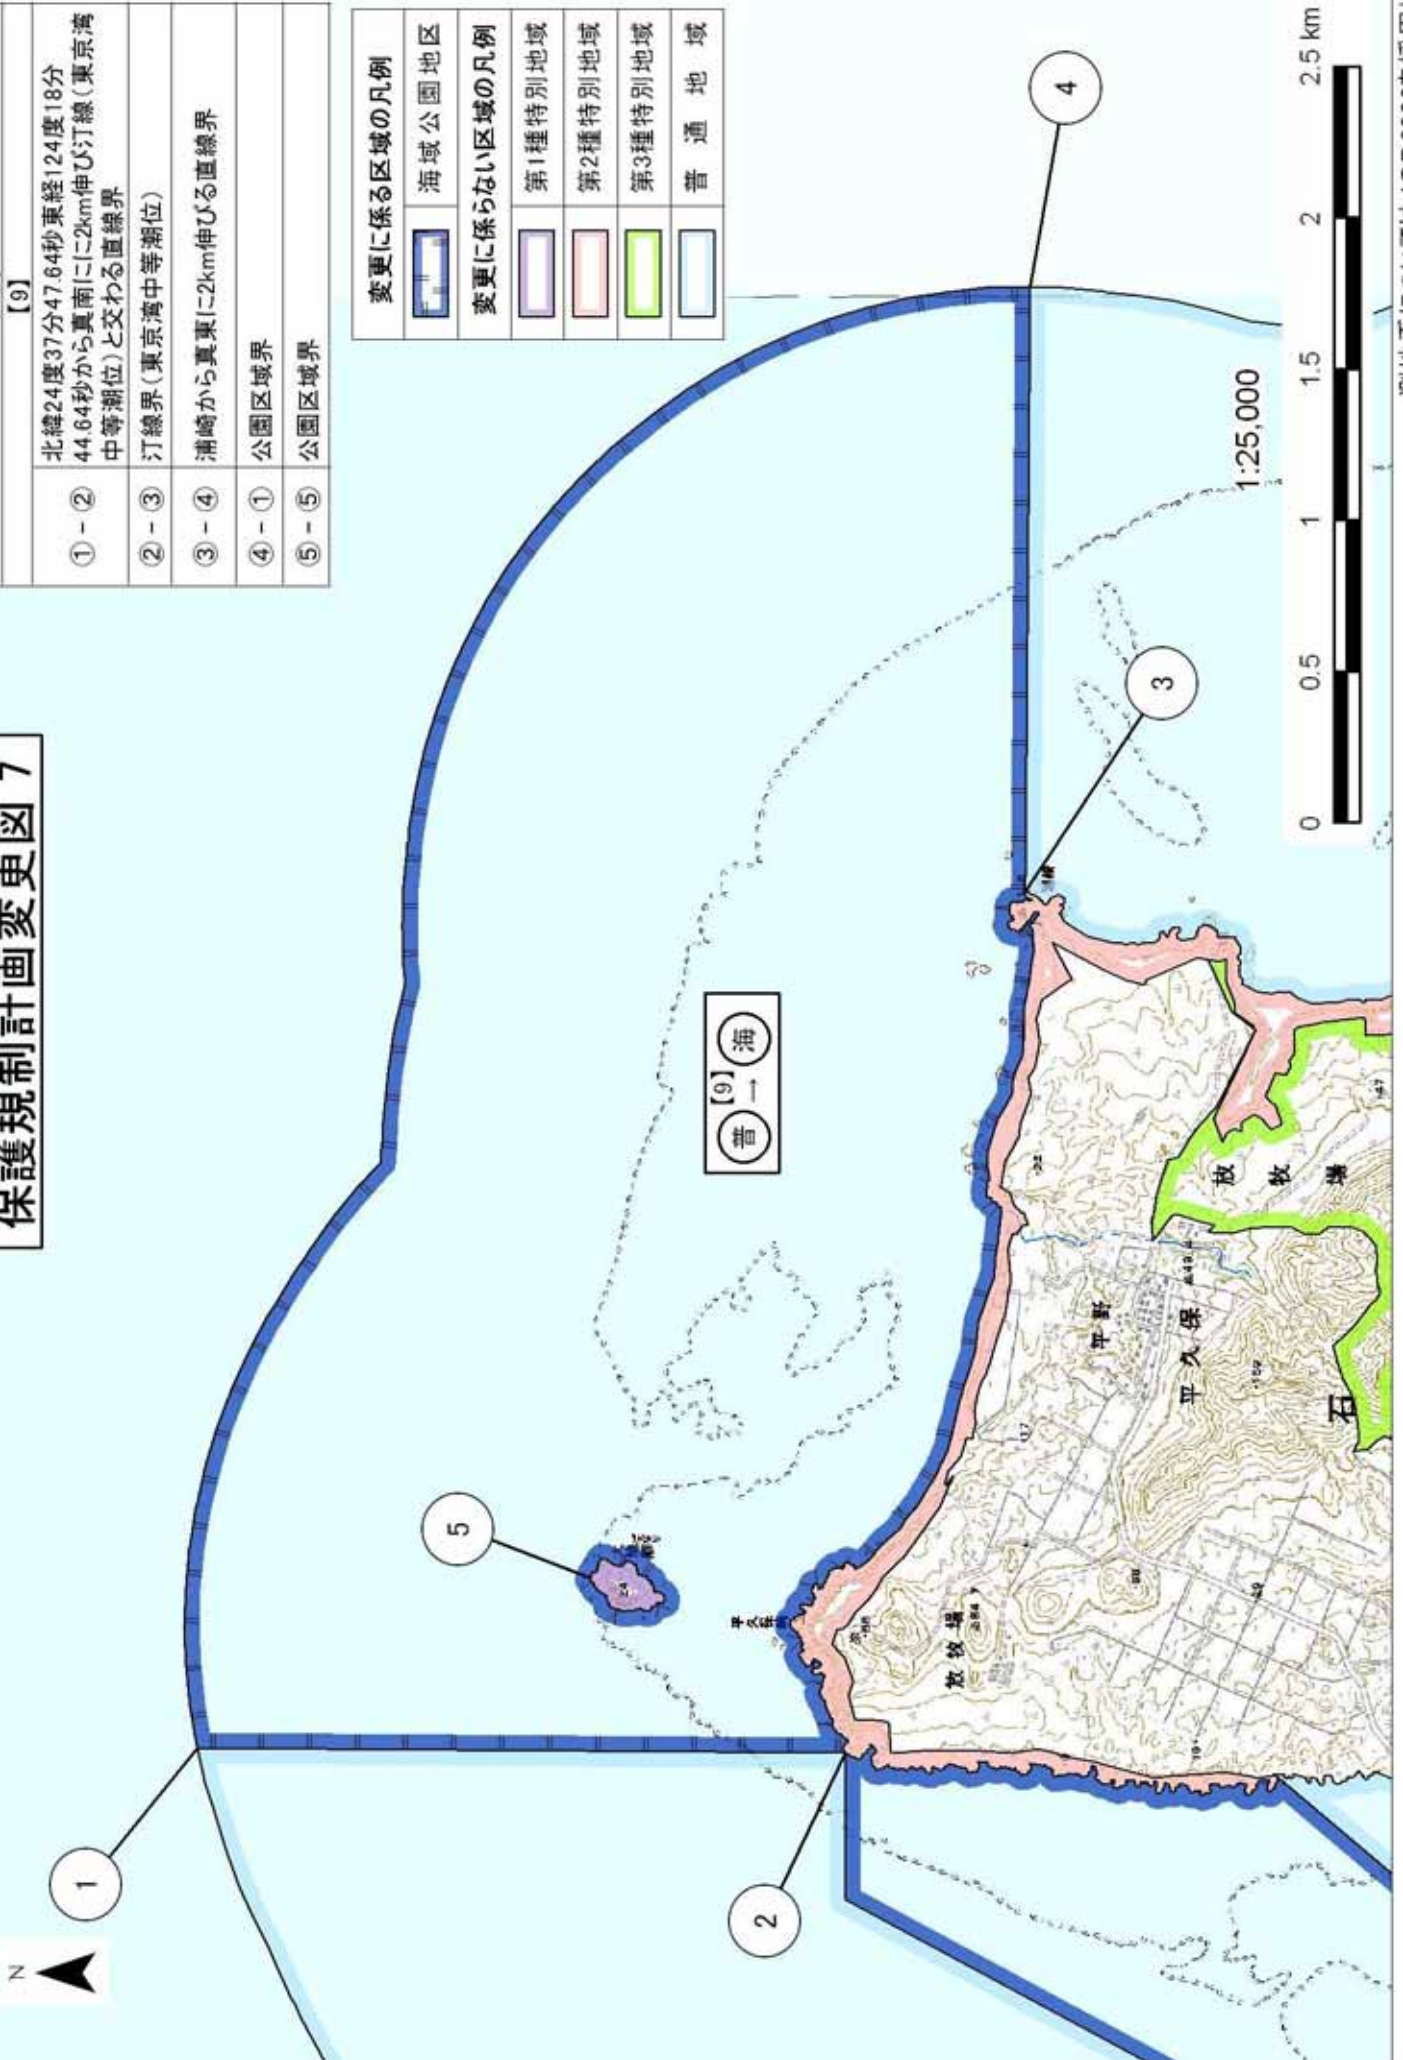 保護規制計画変更図 7
【9】
①－② 北緯24度37分47.64秒東経124度18分
44.64秒から真南にに2km伸び汀線(東京湾
中等潮位)と交わる直線界
②－③ 汀線界(東京湾中等潮位)
③－④ 浦崎から真東に2km伸びる直線界
④－① 公園区域界
⑤－⑤ 公園区域界
変更に係る区域の凡例
海域公園地区
変更に係らない区域の凡例
第1種特別地域
第2種特別地域
第3種特別地域
普通地域
N
1
5
2
3
4
【9】
普→海
24
放牧場
平野
平久保
放牧場
石
1:25,000
0 0.5 1 1.5 2 2.5 km